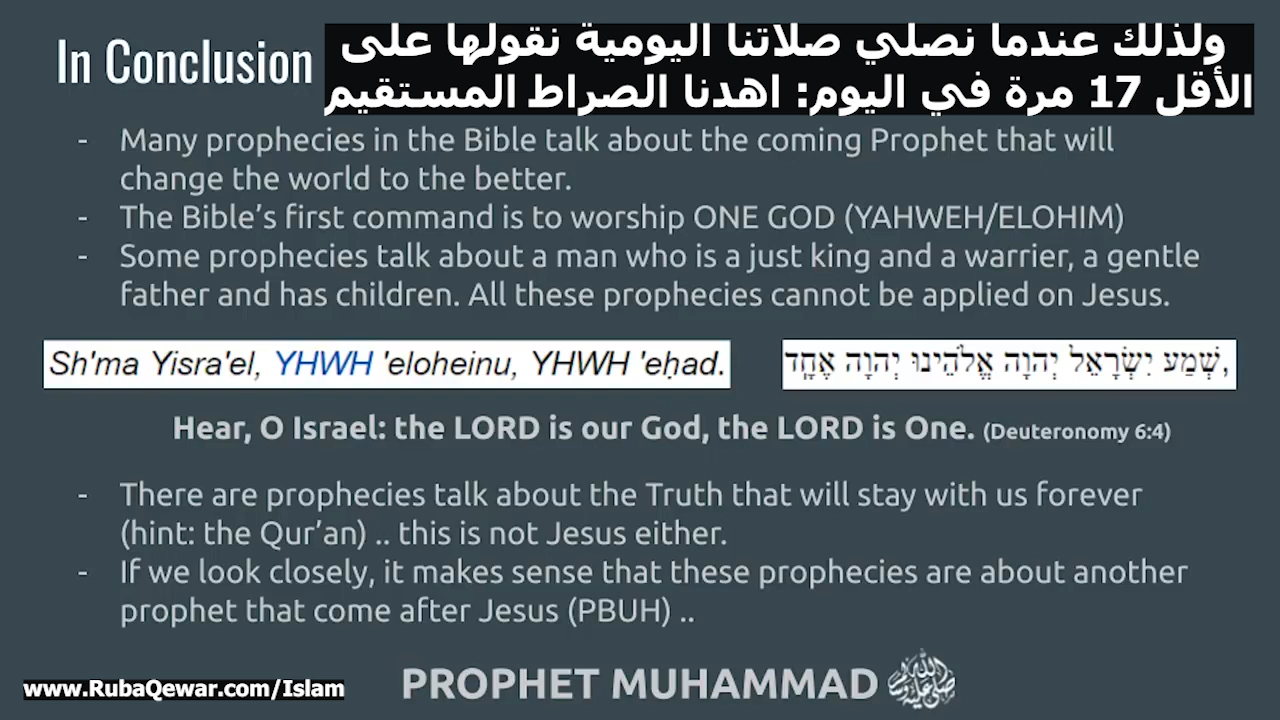 In Conclusion
ولذلك عندما نصلي صلاتنا اليومية نقولها على
الأقل 17 مرة في اليوم: اهدنا الصراط المستقيم
- Many prophecies in the Bible talk about the coming Prophet that will
change the world to the better.
- The Bible's first command is to worship ONE GOD (YAHWEH/ELOHIM)
- Some prophecies talk about a man who is a just king and a warrier, a gentle
father and has children. All these prophecies cannot be applied on Jesus.
Sh'ma Yisra'el, YHWH 'eloheinu, YHWH 'eḥad.
שְׁמַע יִשְׂרָאֵל יְהוָה אֱלֹהֵינוּ יְהוָה אֶחָֽד,
Hear, O Israel: the LORD is our God, the LORD is One. (Deuteronomy 6:4)
- There are prophecies talk about the Truth that will stay with us forever
(hint: the Qur'an) .. this is not Jesus either.
- If we look closely, it makes sense that these prophecies are about another
prophet that come after Jesus (PBUH) ..
PROPHET MUHAMMAD ﷺ
www.RubaQewar.com/Islam